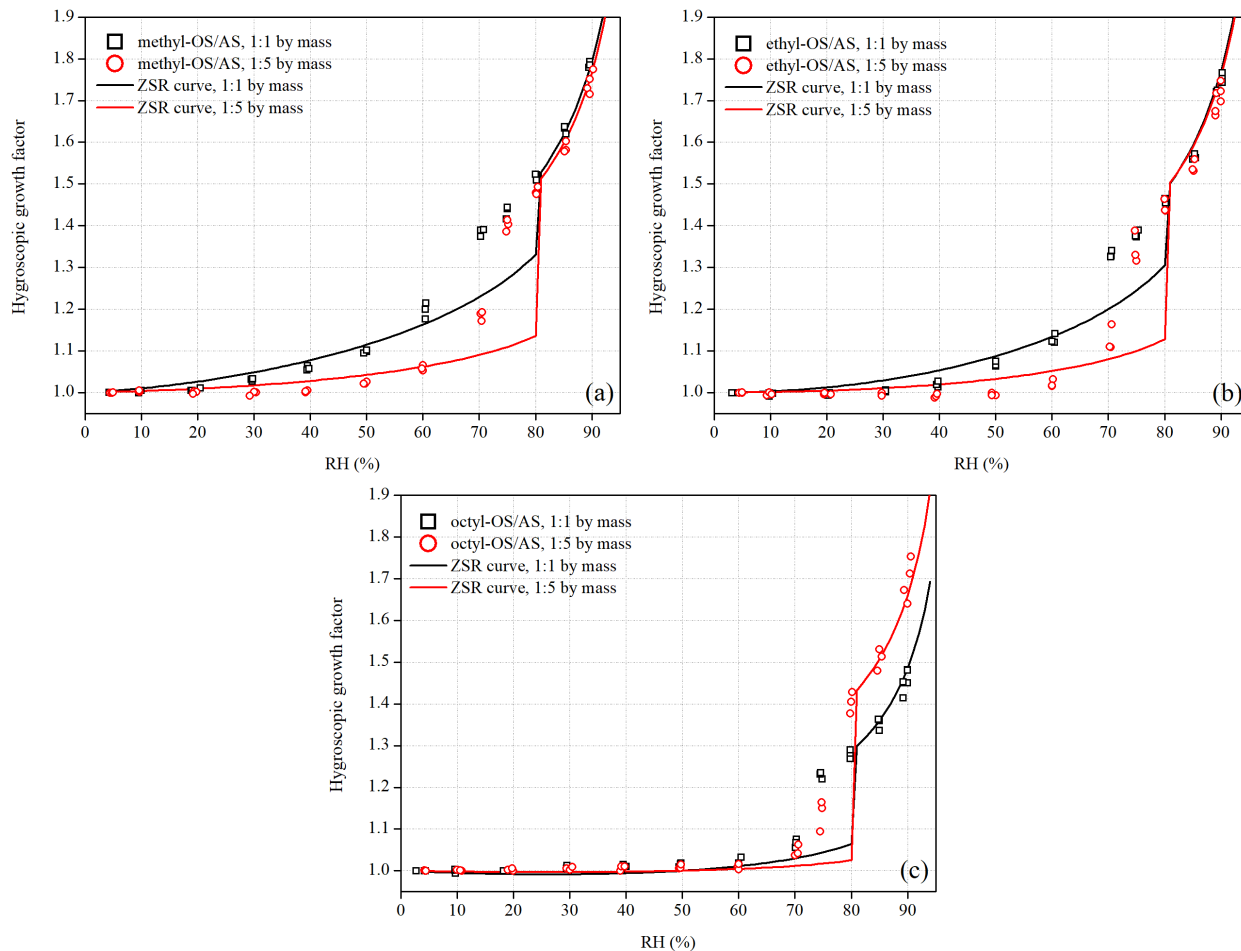 1.9
1.8
1.7
1.6
1.5
1.4
1.3
1.2
1.1
1.0
Hygroscopic growth factor
methyl-OS/AS, 1:1 by mass
methyl-OS/AS, 1:5 by mass
ZSR curve, 1:1 by mass
ZSR curve, 1:5 by mass
(a)
0 10 20 30 40 50 60 70 80 90
RH (%)
1.9
1.8
1.7
1.6
1.5
1.4
1.3
1.2
1.1
1.0
Hygroscopic growth factor
ethyl-OS/AS, 1:1 by mass
ethyl-OS/AS, 1:5 by mass
ZSR curve, 1:1 by mass
ZSR curve, 1:5 by mass
(b)
0 10 20 30 40 50 60 70 80 90
RH (%)
1.9
1.8
1.7
1.6
1.5
1.4
1.3
1.2
1.1
1.0
Hygroscopic growth factor
octyl-OS/AS, 1:1 by mass
octyl-OS/AS, 1:5 by mass
ZSR curve, 1:1 by mass
ZSR curve, 1:5 by mass
(c)
0 10 20 30 40 50 60 70 80 90
RH (%)